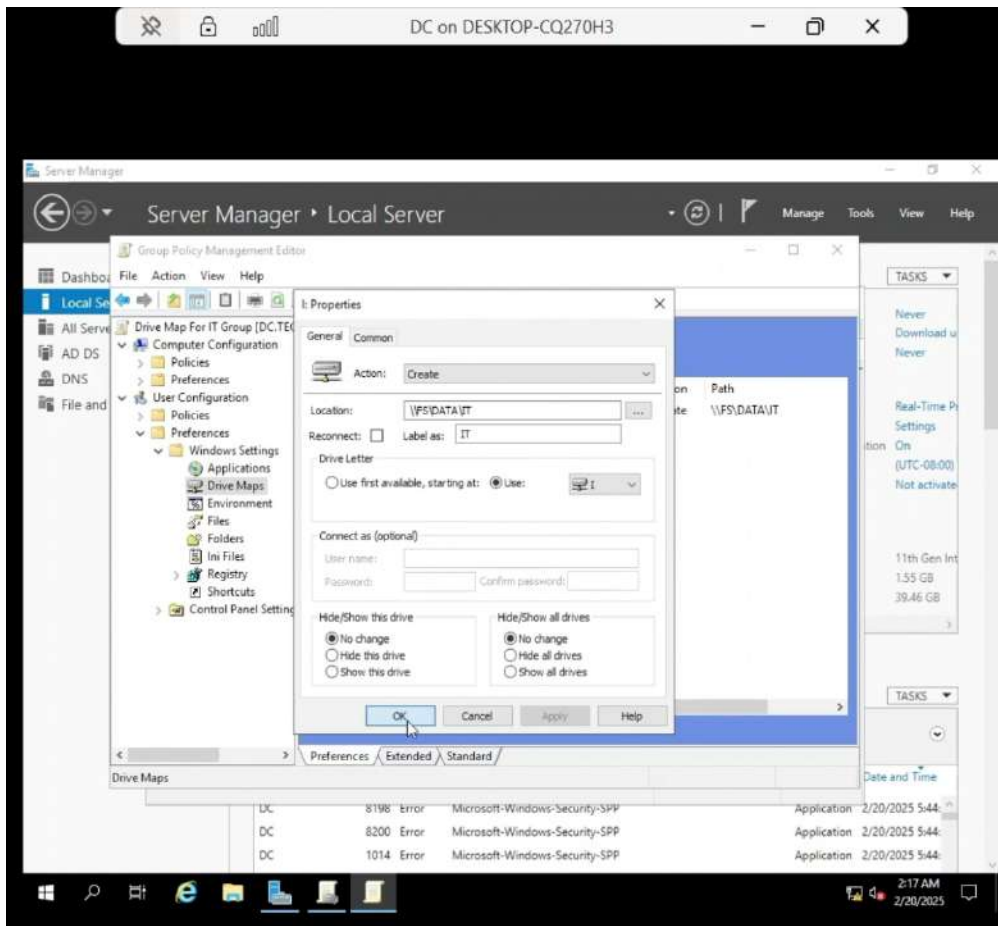 DC on DESKTOP-CQ270H3
Server Manager
Server Manager ‣ Local Server
Manage Tools View Help
Group Policy Management Editor
File Action View Help
Dashboa
Local Se
All Serve
AD DS
DNS
File and
Drive Map For IT Group [DC.TEC
Computer Configuration
Policies
Preferences
User Configuration
Policies
Preferences
Windows Settings
Applications
Drive Maps
Environment
Files
Folders
Ini Files
Registry
Shortcuts
Control Panel Setting
I: Properties
General Common
Action: Create
Location: \\FS\DATA\IT ...
Reconnect: Label as: IT
Drive Letter
Use first available, starting at: Use: I
Connect as (optional)
User name:
Password: Confirm password:
Hide/Show this drive
No change
Hide this drive
Show this drive
Hide/Show all drives
No change
Hide all drives
Show all drives
OK Cancel Apply Help
on Path
te \\FS\DATA\IT
Preferences Extended Standard
Drive Maps
TASKS
Never
Download u
Never
Real-Time Pr
Settings
ation On
(UTC-08:00)
Not activate
11th Gen Int
1.55 GB
39.46 GB
TASKS
Date and Time
DC 8198 Error Microsoft-Windows-Security-SPP Application 2/20/2025 5:44:
DC 8200 Error Microsoft-Windows-Security-SPP Application 2/20/2025 5:44:
DC 1014 Error Microsoft-Windows-Security-SPP Application 2/20/2025 5:44:
2:17 AM
2/20/2025